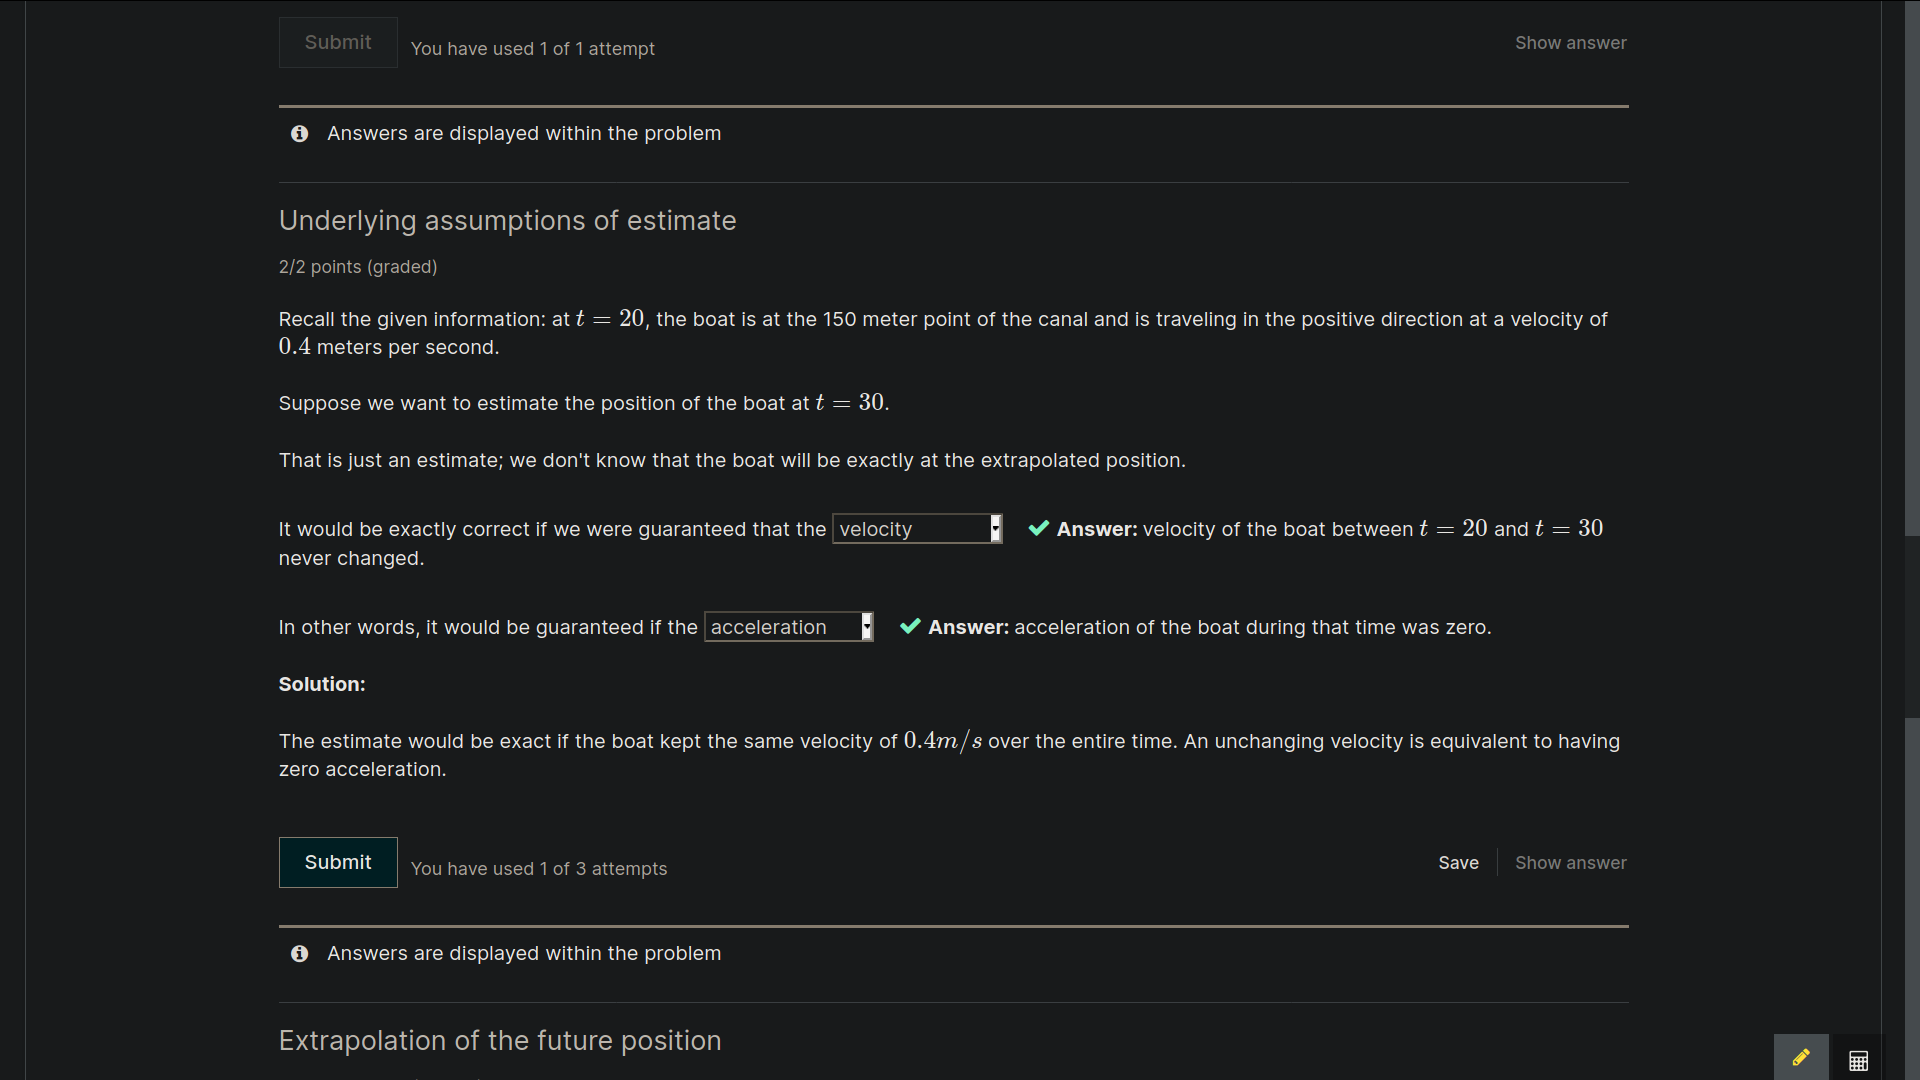 Submit You have used 1 of 1 attempt Show answer
Answers are displayed within the problem
Underlying assumptions of estimate
2/2 points (graded)
Recall the given information: at t = 20, the boat is at the 150 meter point of the canal and is traveling in the positive direction at a velocity of
0.4 meters per second.
Suppose we want to estimate the position of the boat at t = 30.
That is just an estimate; we don't know that the boat will be exactly at the extrapolated position.
It would be exactly correct if we were guaranteed that the velocity Answer: velocity of the boat between t = 20 and t = 30
never changed.
In other words, it would be guaranteed if the acceleration Answer: acceleration of the boat during that time was zero.
Solution:
The estimate would be exact if the boat kept the same velocity of 0.4m/s over the entire time. An unchanging velocity is equivalent to having
zero acceleration.
Submit You have used 1 of 3 attempts Save Show answer
Answers are displayed within the problem
Extrapolation of the future position